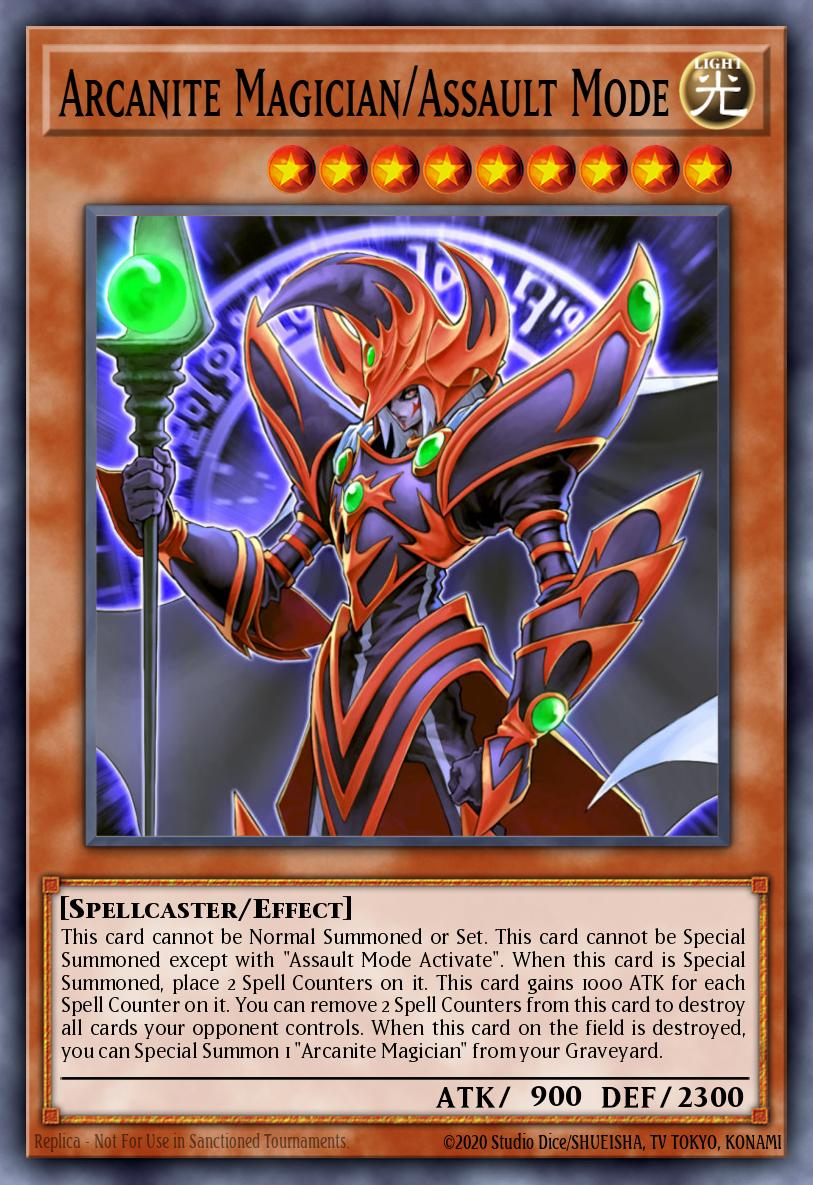 Arcanite Magician/Assault Mode
LIGHT
光
[Spellcaster/Effect]
This card cannot be Normal Summoned or Set. This card cannot be Special
Summoned except with "Assault Mode Activate". When this card is Special
Summoned, place 2 Spell Counters on it. This card gains 1000 ATK for each
Spell Counter on it. You can remove 2 Spell Counters from this card to destroy
all cards your opponent controls. When this card on the field is destroyed,
you can Special Summon 1 "Arcanite Magician" from your Graveyard.
ATK/ 900 DEF/2300
Replica - Not For Use in Sanctioned Tournaments.
©2020 Studio Dice/SHUEISHA, TV TOKYO, KONAMI